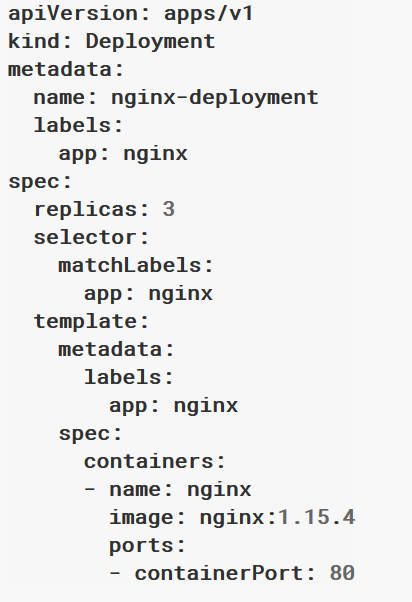 apiVersion: apps/v1
kind: Deployment
metadata:
  name: nginx-deployment
  labels:
    app: nginx
spec:
  replicas: 3
  selector:
    matchLabels:
      app: nginx
  template:
    metadata:
      labels:
        app: nginx
    spec:
      containers:
      - name: nginx
        image: nginx:1.15.4
        ports:
        - containerPort: 80